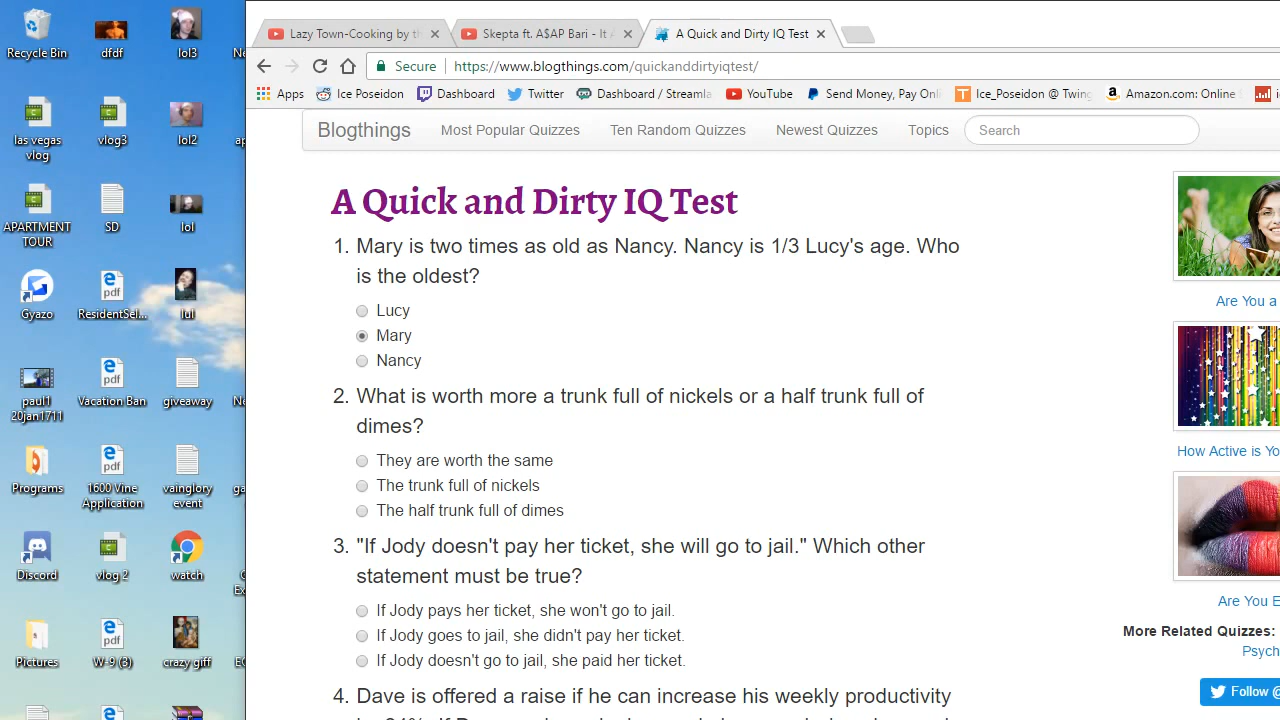 Recycle Bin
dfdf
lol3
las vegas
vlog
vlog3
lol2
APARTMENT
TOUR
SD
lol
Gyazo
ResidentSel...
lul
paul1
20jan1711
Vacation Ban
giveaway
Programs
1600 Vine
Application
vainglory
event
Discord
vlog 2
watch
Pictures
W-9 (3)
crazy giff
Lazy Town-Cooking by th
Skepta ft. A$AP Bari - It A
A Quick and Dirty IQ Test
Secure https://www.blogthings.com/quickanddirtyiqtest/
Apps Ice Poseidon Dashboard Twitter Dashboard / Streamla YouTube Send Money, Pay Onli Ice_Poseidon @ Twing Amazon.com: Online
Blogthings Most Popular Quizzes Ten Random Quizzes Newest Quizzes Topics Search
A Quick and Dirty IQ Test
1. Mary is two times as old as Nancy. Nancy is 1/3 Lucy's age. Who
is the oldest?
Lucy
Mary
Nancy
2. What is worth more a trunk full of nickels or a half trunk full of
dimes?
They are worth the same
The trunk full of nickels
The half trunk full of dimes
3. "If Jody doesn't pay her ticket, she will go to jail." Which other
statement must be true?
If Jody pays her ticket, she won't go to jail.
If Jody goes to jail, she didn't pay her ticket.
If Jody doesn't go to jail, she paid her ticket.
4. Dave is offered a raise if he can increase his weekly productivity
Are You a
How Active is Yo
Are You E
More Related Quizzes:
Psych
Follow @